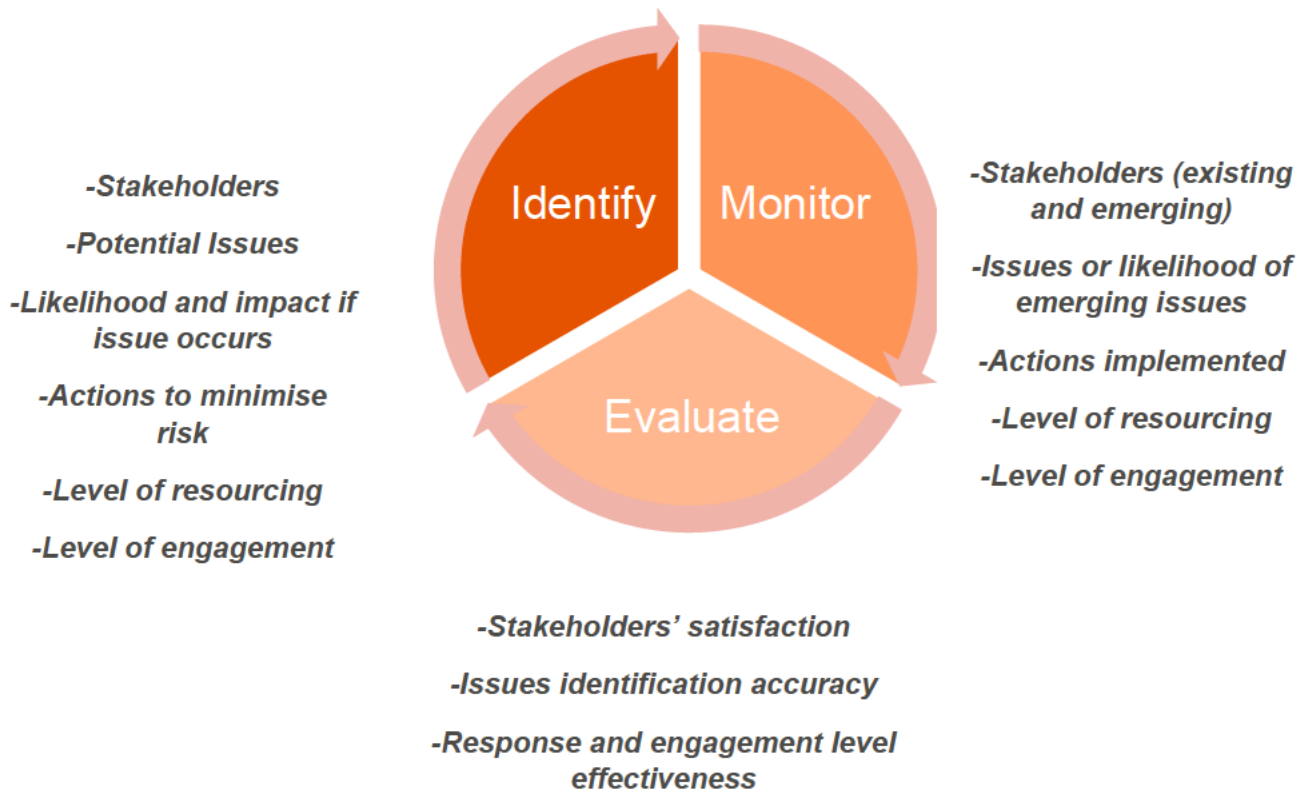 Identify
Monitor
Evaluate
-Stakeholders
-Potential Issues
-Likelihood and impact if
issue occurs
-Actions to minimise
risk
-Level of resourcing
-Level of engagement
-Stakeholders (existing
and emerging)
-Issues or likelihood of
emerging issues
-Actions implemented
-Level of resourcing
-Level of engagement
-Stakeholders’ satisfaction
-Issues identification accuracy
-Response and engagement level
effectiveness